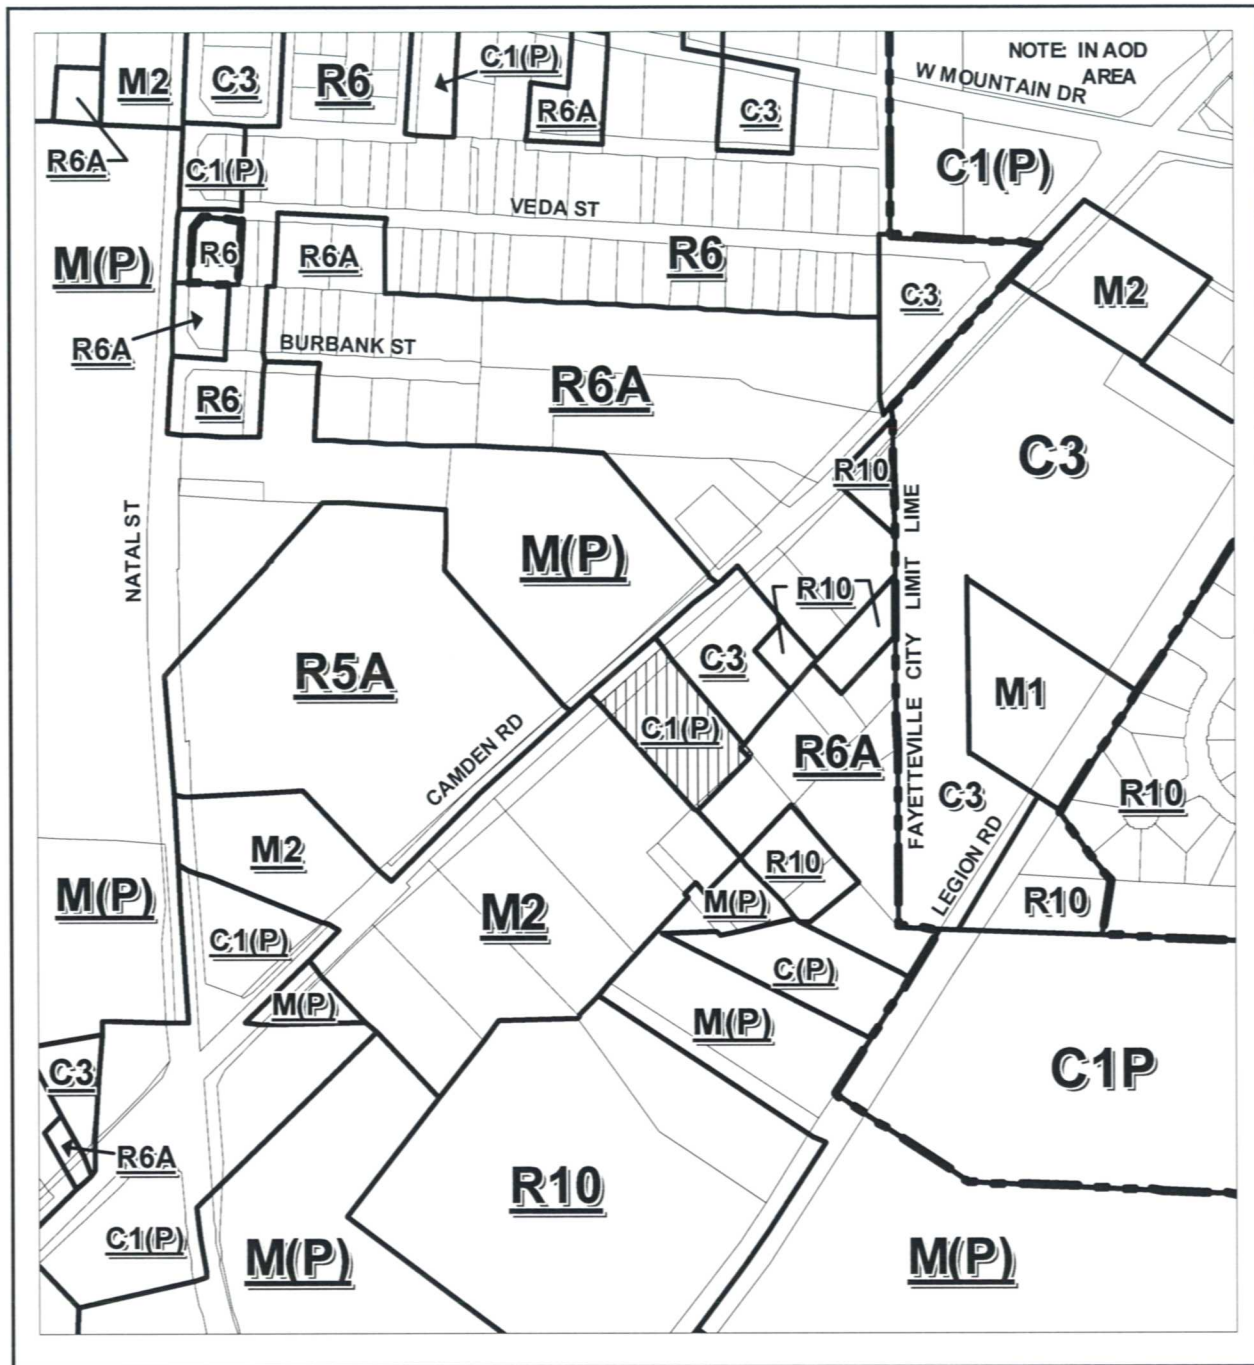 NOTE: IN AOD
AREA
W MOUNTAIN DR
M2
C3
R6
C1(P)
R6A
C3
R6A
C1(P)
C1(P)
VEDA ST
M(P)
R6
R6A
R6
C3
M2
R6A
BURBANK ST
R6
R6A
C3
R10
NATAL ST
M(P)
FAYETTEVILLE CITY LIMIT LIME
R10
R5A
C3
M1
C1(P)
CAMDEN RD
R6A
C3
R10
M2
LEGION RD
R10
M(P)
M2
M(P)
R10
C1(P)
C(P)
M(P)
M(P)
C3
C1P
R6A
R10
C1(P)
M(P)
M(P)